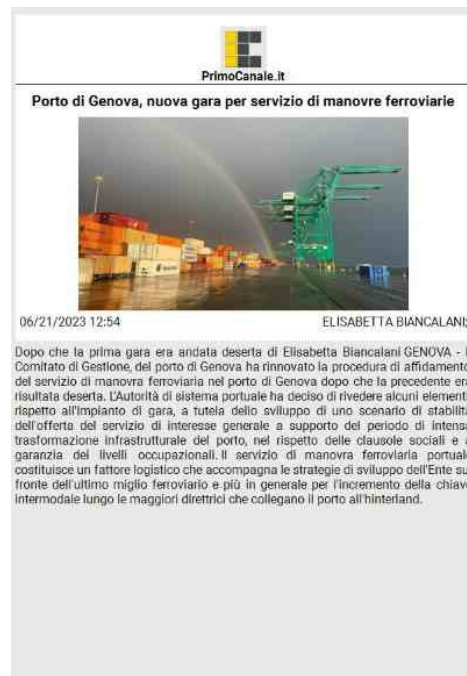 PrimoCanale.it
Porto di Genova, nuova gara per servizio di manovre ferroviarie
06/21/2023 12:54
ELISABETTA BIANCALANI;
Dopo che la prima gara era andata deserta di Elisabetta Biancalani GENOVA -
Comitato di Gestione, del porto di Genova ha rinnovato la procedura di affidamento
del servizio di manovra ferroviaria nel porto di Genova dopo che la precedente era
risultata deserta. L'Autorità di sistema portuale ha deciso di rivedere alcuni elementi
rispetto all'impianto di gara, a tutela dello sviluppo di uno scenario di stabilità
dell'offerta del servizio di interesse generale a supporto del periodo di intensa
trasformazione infrastrutturale del porto, nel rispetto delle clausole sociali e a
garanzia dei livelli occupazionali. Il servizio di manovra ferroviaria portuale
costituisce un fattore logistico che accompagna le strategie di sviluppo dell'Ente su
fronte dell'ultimo miglio ferroviario e più in generale per l'incremento della chiave
intermodale lungo le maggiori direttrici che collegano il porto all'hinterland.